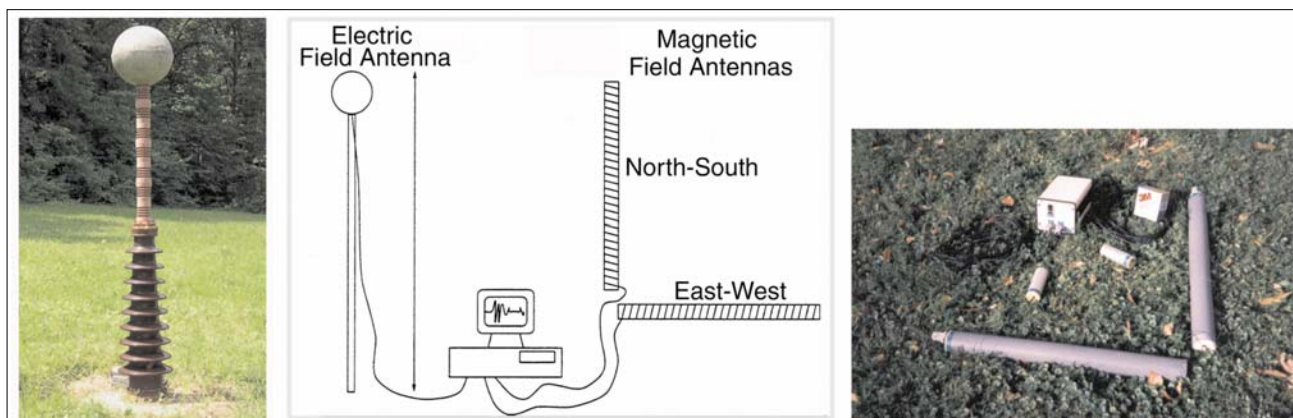 Electric
Field Antenna
Magnetic
Field Antennas
North-South
East-West